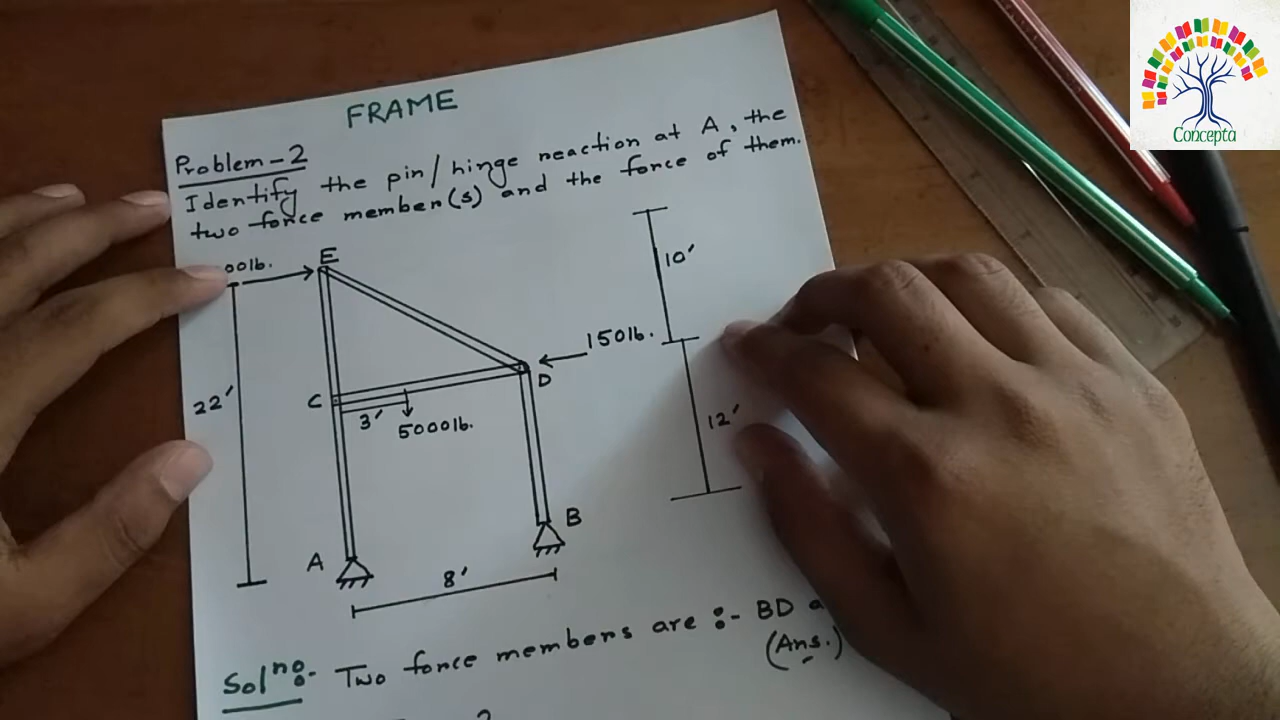 Concepta
FRAME
Problem-2
Identify the pin/hinge reaction at A, the
two force member(s) and the force of them.
00lb.
E
10'
150lb.
D
22'
C
3'
5000lb.
12'
A
B
8'
Solno:- Two force members are :- BD a
(Ans.)